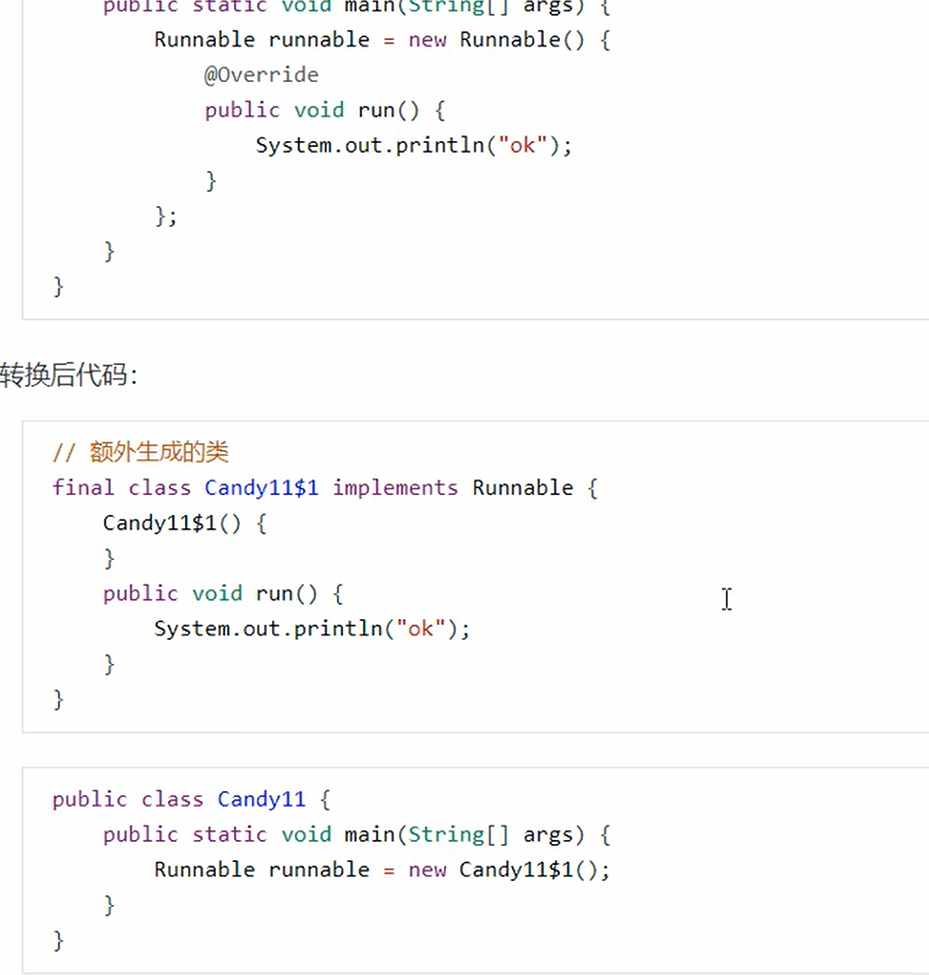 public static void main(String[] args) {
Runnable runnable = new Runnable() {
@Override
public void run() {
System.out.println("ok");
}
};
}
}
转换后代码：
// 额外生成的类
final class Candy11$1 implements Runnable {
Candy11$1() {
}
public void run() {
System.out.println("ok");
}
}
public class Candy11 {
public static void main(String[] args) {
Runnable runnable = new Candy11$1();
}
}